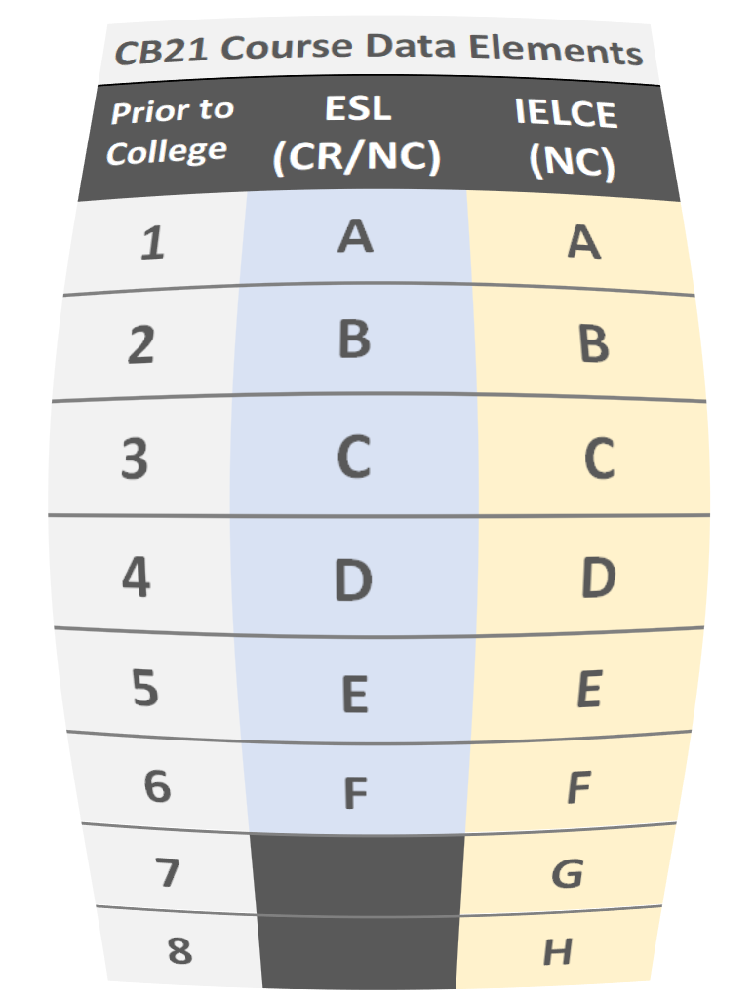 CB21 Course Data Elements
Prior to College ESL (CR/NC) IELCE (NC)
1 A A
2 B B
3 C C
4 D D
5 E E
6 F F
7 G
8 H